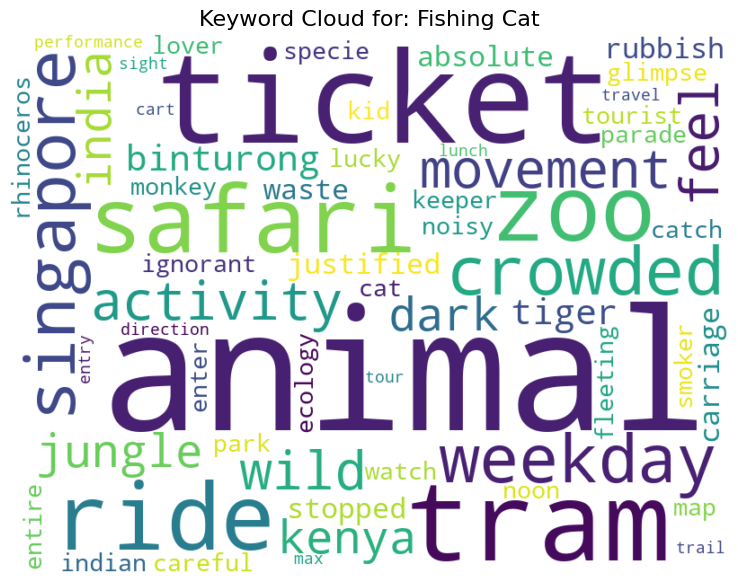 Keyword Cloud for: Fishing Cat
performance
lover
specie
absolute
rubbish
sight
ticket
glimpse
singapore
india
rhinoceros
cart
kid
travel
tourist
parade
feel
binturong
lucky
lunch
movement
monkey
waste
keeper
zoo
safari
noisy
catch
ignorant
justified
crowded
activity
cat
dark
tiger
direction
animal
entry
enter
ecology
tour
fleeting
smoker
carriage
jungle
park
wild
watch
weekday
noon
entire
ride
stopped
tram
map
kenya
indian
careful
max
trail